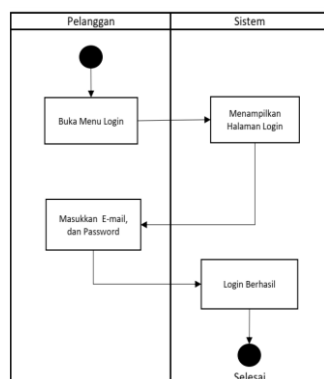 Pelanggan
Sistem
Buka Menu Login
Menampilkan
Halaman Login
Masukkan E-mail,
dan Password
Login Berhasil
Selesai